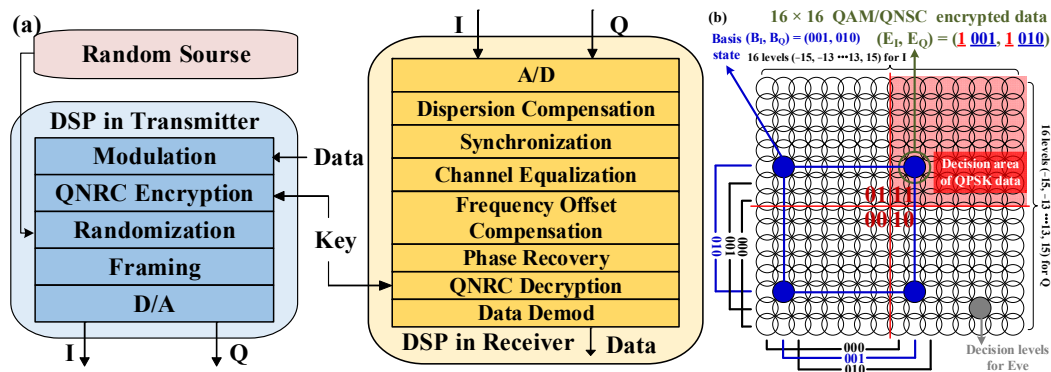 (a)
Random Sourse
DSP in Transmitter
Modulation
QNRC Encryption
Randomization
Framing
D/A
I
Q
Data
Key
I
Q
A/D
Dispersion Compensation
Synchronization
Channel Equalization
Frequency Offset
Compensation
Phase Recovery
QNRC Decryption
Data Demod
DSP in Receiver
Data
(b)
16 × 16 QAM/QNSC encrypted data
Basis (B_I, B_Q) = (001, 010)
state
(E_I, E_Q) = (1 001, 1 010)
16 levels (−15, −13 ••• 13, 15) for I
16 levels (−15, −13 ••• 13, 15) for Q
Decision area
of QPSK data
01 11
00 10
010
001
000
000
001
010
Decision levels
for Eve